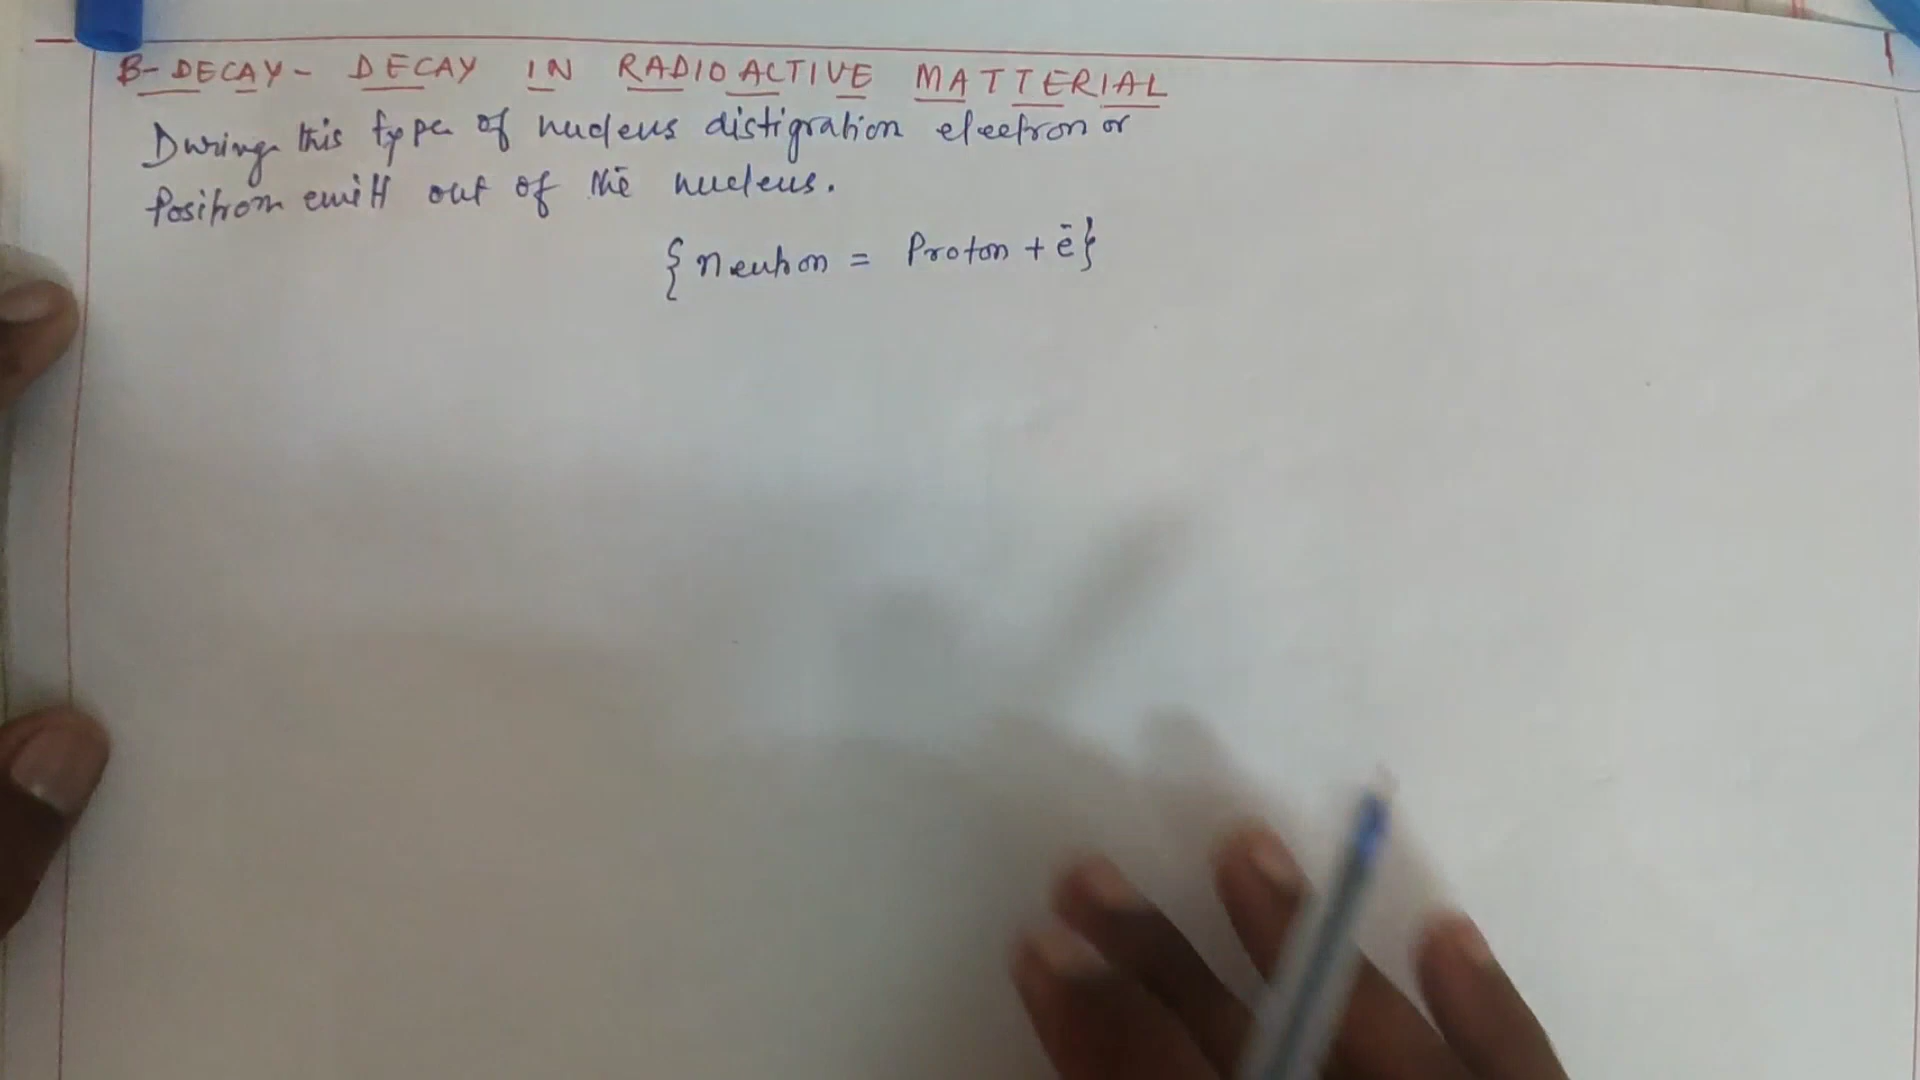 B-DECAY- DECAY IN RADIOACTIVE MATTERIAL
During this type of nucleus distigration electron or
Positron emitt out of the nucleus.
{neutron = Proton + ē}